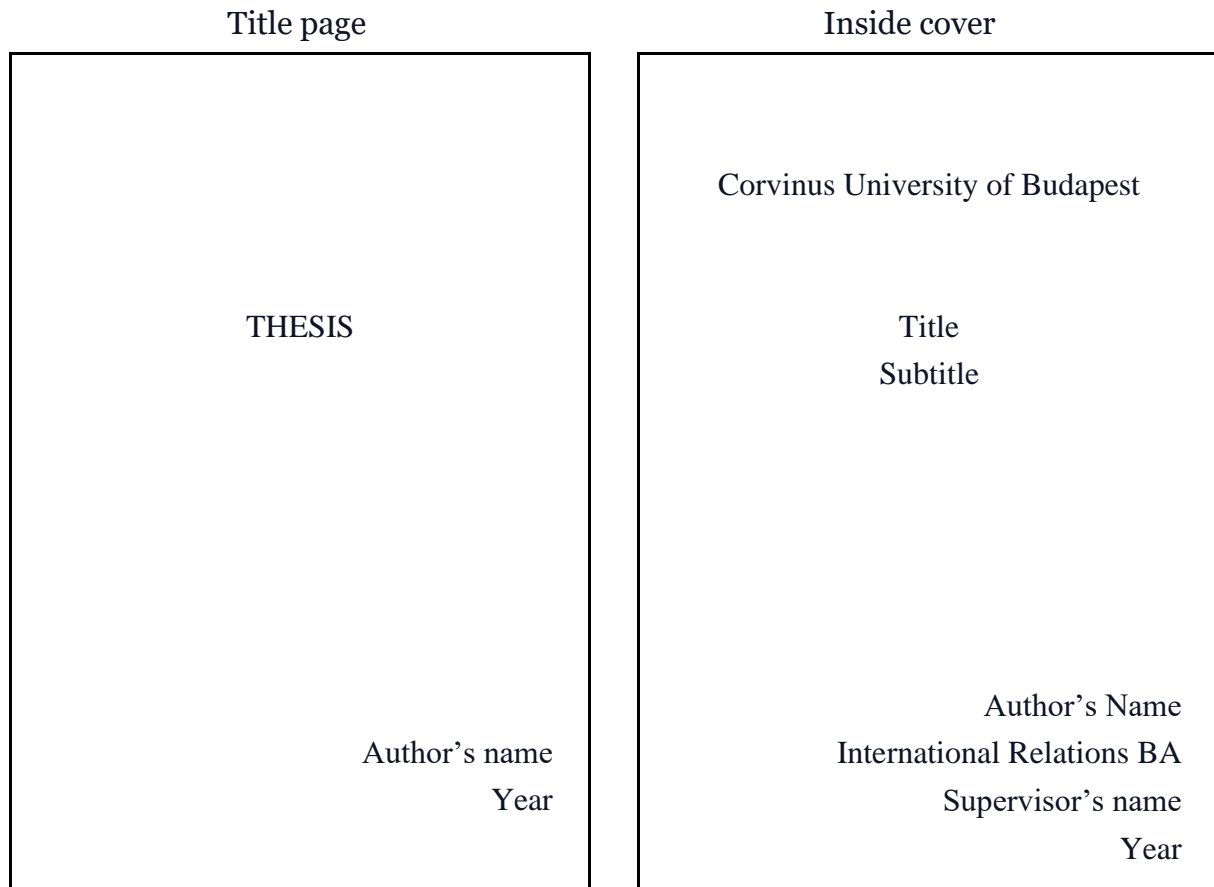 Title page
THESIS
Author’s name
Year
Inside cover
Corvinus University of Budapest
Title
Subtitle
Author’s Name
International Relations BA
Supervisor’s name
Year